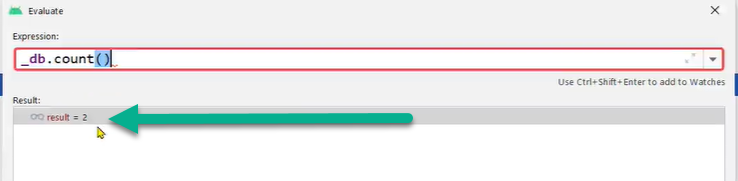 Evaluate
Expression:
_db.count()
Use Ctrl+Shift+Enter to add to Watches
Result:
result = 2